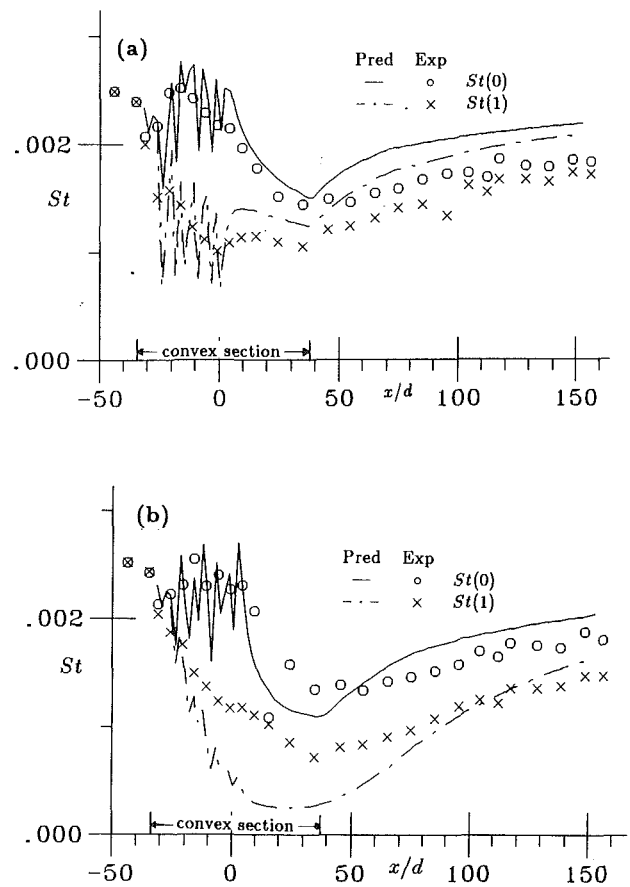 (a)
Pred Exp
St(0)
St(1)
.002
St
.000
convex section
-50 0 50 x/d 100 150
(b)
Pred Exp
St(0)
St(1)
.002
St
.000
convex section
-50 0 50 x/d 100 150